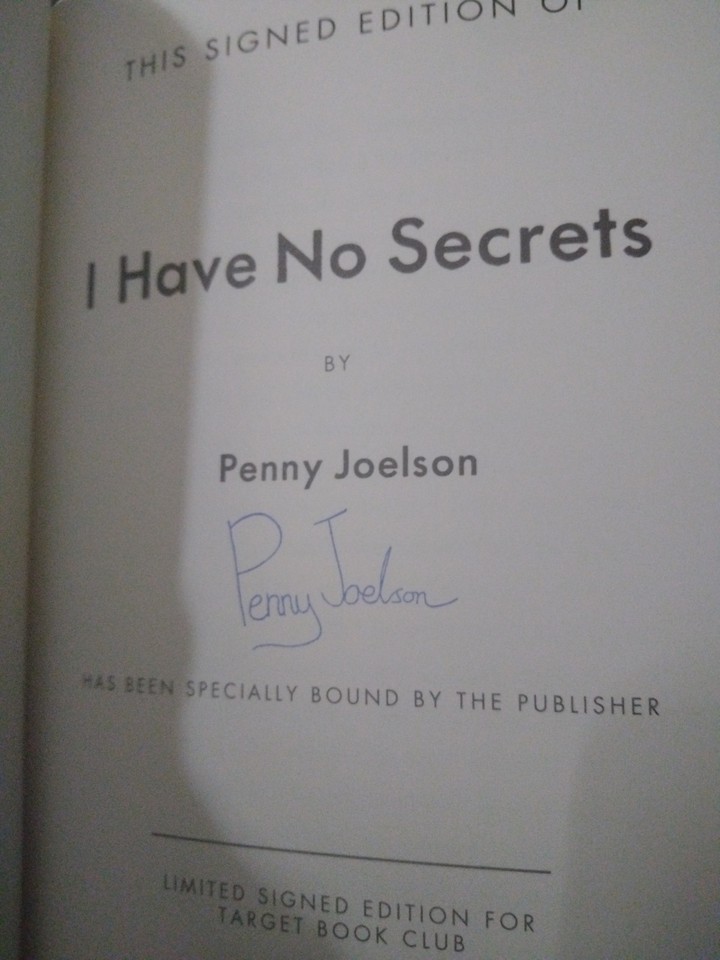 THIS SIGNED EDITION OF
I Have No Secrets
BY
Penny Joelson
Penny Joelson
HAS BEEN SPECIALLY BOUND BY THE PUBLISHER
LIMITED SIGNED EDITION FOR
TARGET BOOK CLUB